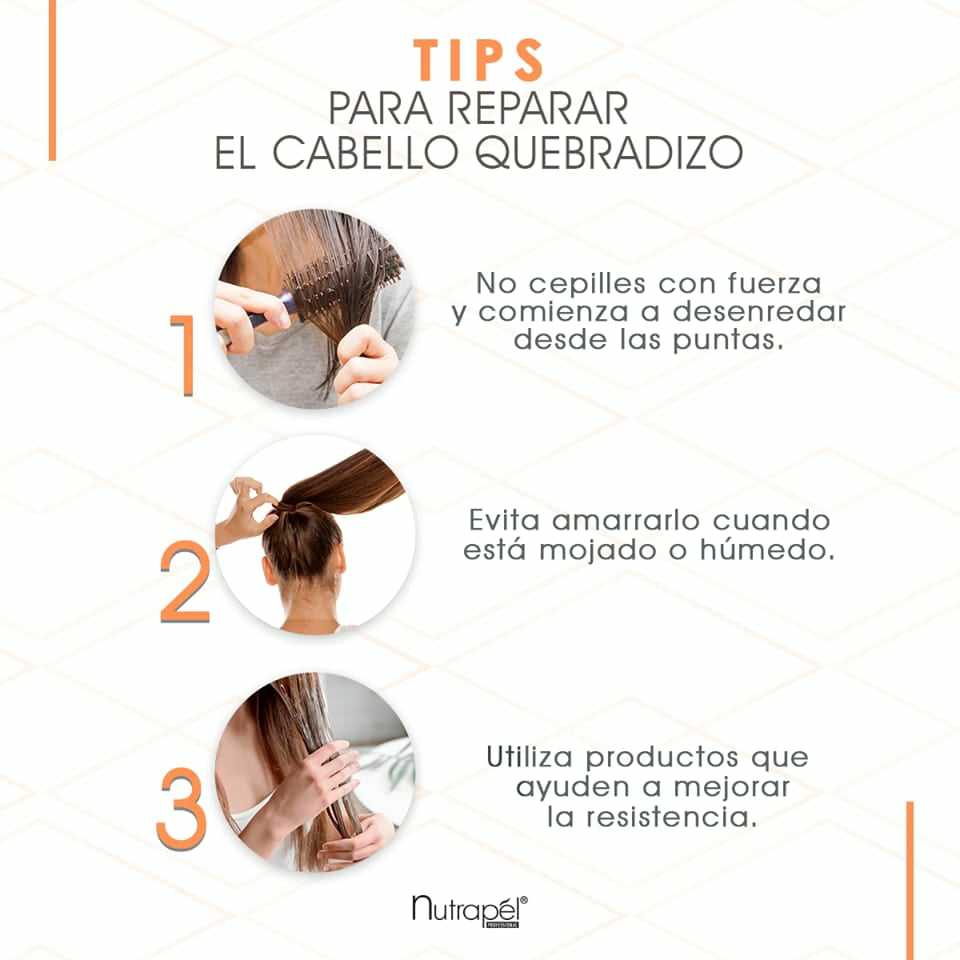 TIPS
PARA REPARAR
EL CABELLO QUEBRADIZO
1
No cepilles con fuerza
y comienza a desenredar
desde las puntas.
2
Evita amarrarlo cuando
está mojado o húmedo.
3
Utiliza productos que
ayuden a mejorar
la resistencia.
nutrapél®
PROFESSIONAL